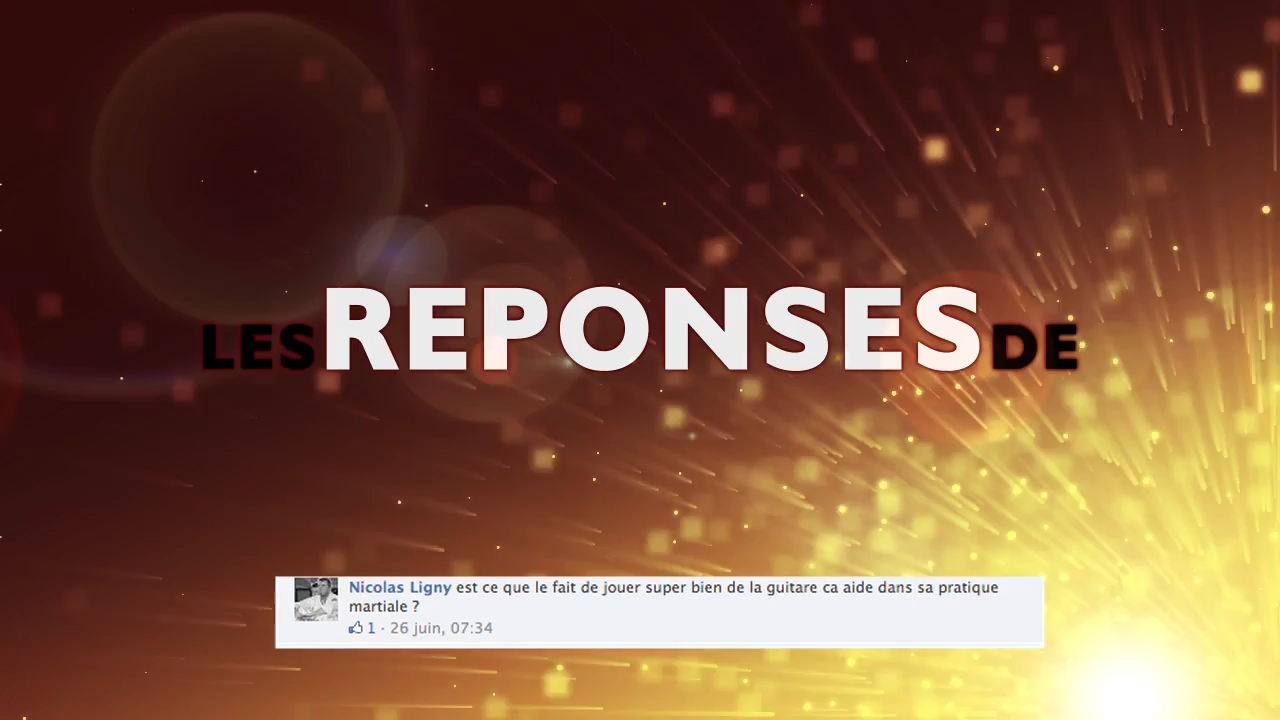 LES REPONSES DE
Nicolas Ligny est ce que le fait de jouer super bien de la guitare ca aide dans sa pratique
martiale ?
1 · 26 juin, 07:34